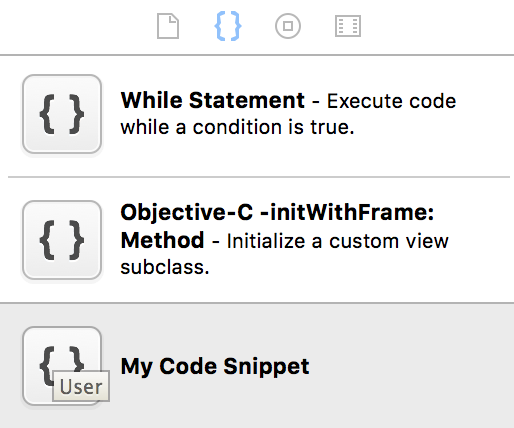 While Statement - Execute code
while a condition is true.
Objective-C -initWithFrame:
Method - Initialize a custom view
subclass.
My Code Snippet
User